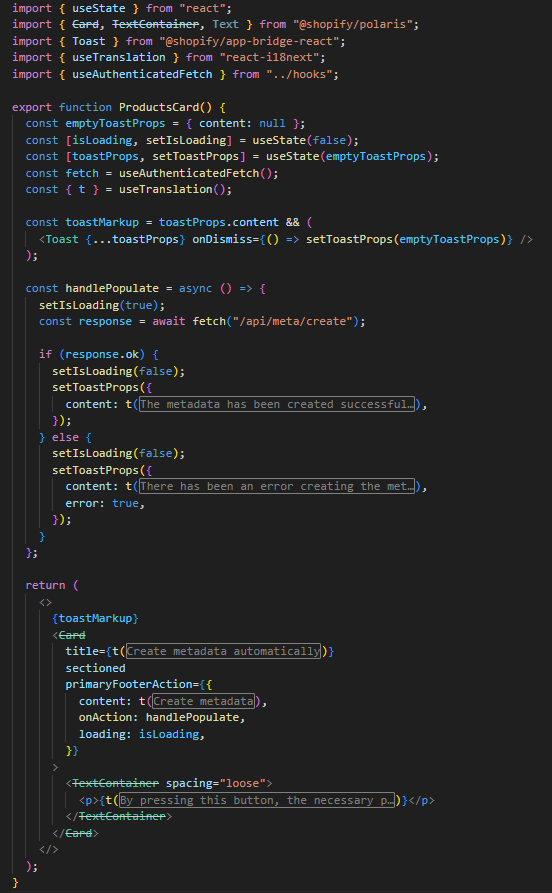 import { useState } from "react";
import { Card, TextContainer, Text } from "@shopify/polaris";
import { Toast } from "@shopify/app-bridge-react";
import { useTranslation } from "react-i18next";
import { useAuthenticatedFetch } from "../hooks";

export function ProductsCard() {
  const emptyToastProps = { content: null };
  const [isLoading, setIsLoading] = useState(false);
  const [toastProps, setToastProps] = useState(emptyToastProps);
  const fetch = useAuthenticatedFetch();
  const { t } = useTranslation();

  const toastMarkup = toastProps.content && (
    <Toast {...toastProps} onDismiss={() => setToastProps(emptyToastProps)} />
  );

  const handlePopulate = async () => {
    setIsLoading(true);
    const response = await fetch("/api/meta/create");

    if (response.ok) {
      setIsLoading(false);
      setToastProps({
        content: t(The metadata has been created successful…),
      });
    } else {
      setIsLoading(false);
      setToastProps({
        content: t(There has been an error creating the met…),
        error: true,
      });
    }
  };

  return (
    <>
      {toastMarkup}
      <Card
        title={t(Create metadata automatically)}
        sectioned
        primaryFooterAction={{
          content: t(Create metadata),
          onAction: handlePopulate,
          loading: isLoading,
        }}
      >
        <TextContainer spacing="loose">
          <p>{t(By pressing this button, the necessary p…)}</p>
        </TextContainer>
      </Card>
    </>
  );
}